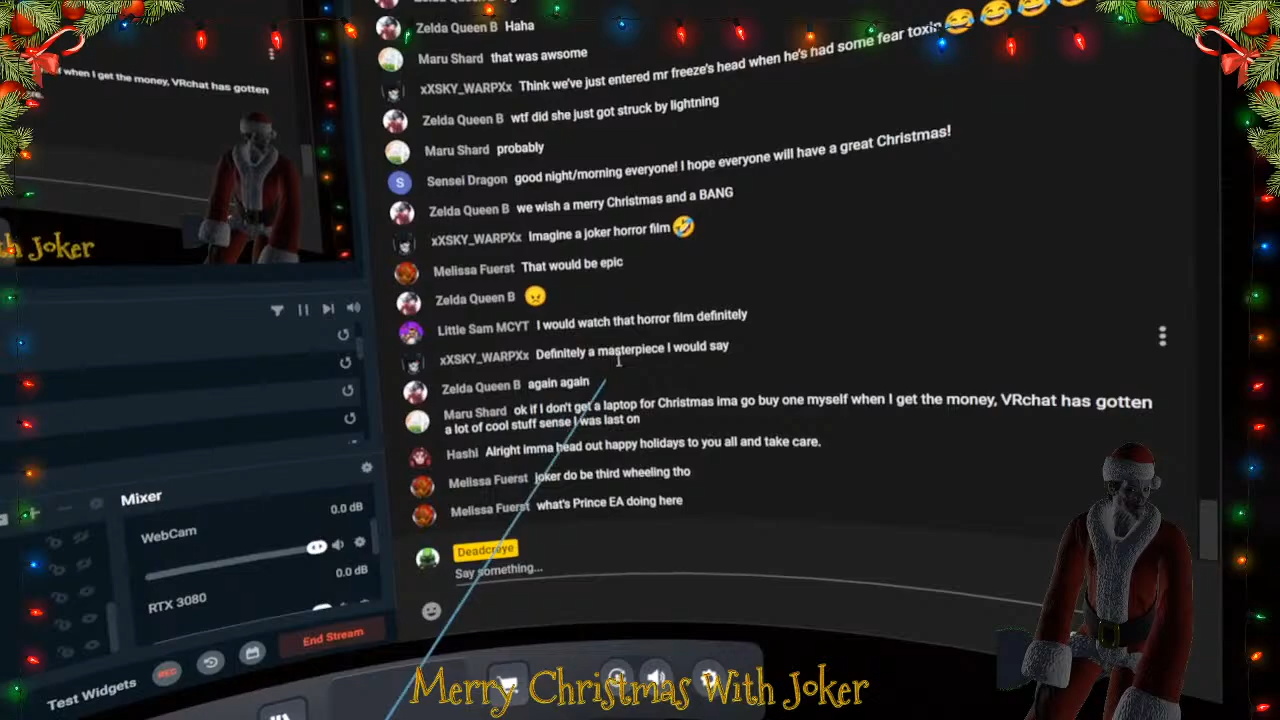 when I get the money, VRchat has gotten
th Joker
Zelda Queen B Haha
Maru Shard that was awsome
xXSKY_WARPXx Think we've just entered mr freeze's head when he's had some fear toxin 😂😂😂😂
Zelda Queen B wtf did she just got struck by lightning
Maru Shard probably
S Sensei Dragon good night/morning everyone! I hope everyone will have a great Christmas!
Zelda Queen B we wish a merry Christmas and a BANG
xXSKY_WARPXx Imagine a joker horror film 🤣
Melissa Fuerst That would be epic
Zelda Queen B 😠
Little Sam MCYT I would watch that horror film definitely
xXSKY_WARPXx Definitely a masterpiece I would say
Zelda Queen B again again
Maru Shard ok if I don't get a laptop for Christmas ima go buy one myself when I get the money, VRchat has gotten
a lot of cool stuff sense I was last on
Hashi Alright imma head out happy holidays to you all and take care.
Melissa Fuerst joker do be third wheeling tho
Melissa Fuerst what's Prince EA doing here
Deadcreye
Say something...
Mixer
WebCam 0.0 dB
RTX 3080 0.0 dB
Test Widgets REC End Stream
Merry Christmas With Joker